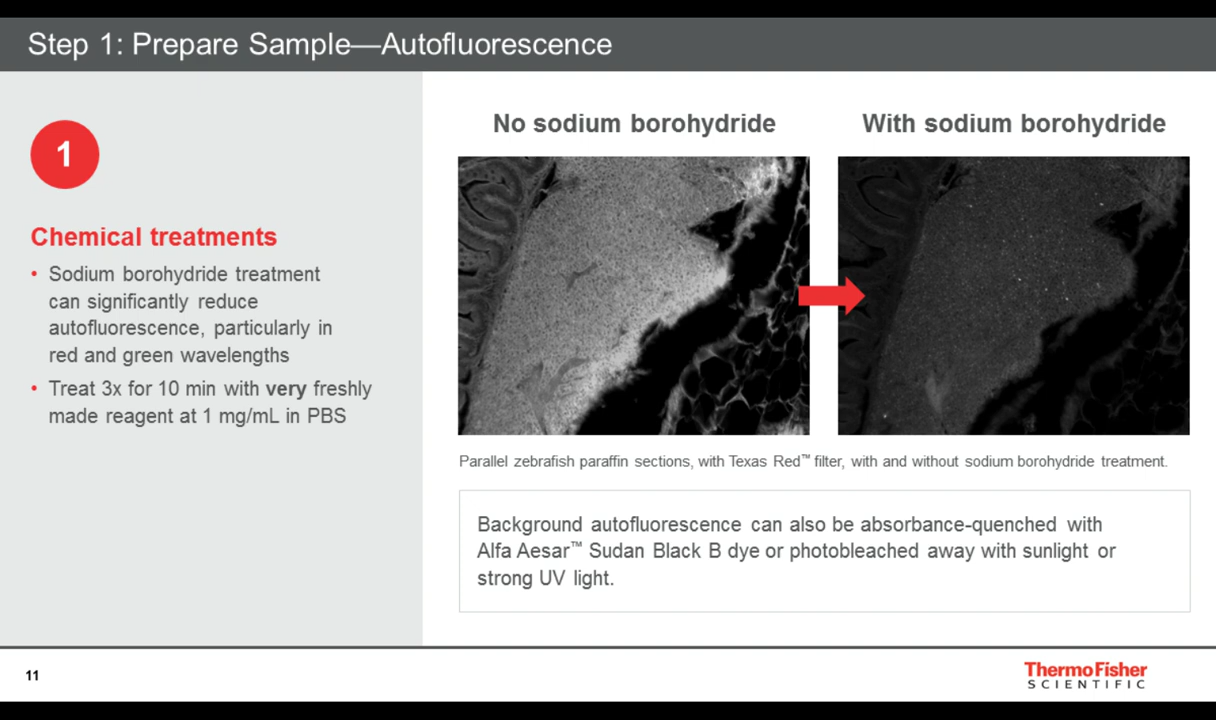 Step 1: Prepare Sample—Autofluorescence
1
Chemical treatments
• Sodium borohydride treatment
can significantly reduce
autofluorescence, particularly in
red and green wavelengths
• Treat 3x for 10 min with very freshly
made reagent at 1 mg/mL in PBS
No sodium borohydride
With sodium borohydride
Parallel zebrafish paraffin sections, with Texas Red™ filter, with and without sodium borohydride treatment.
Background autofluorescence can also be absorbance-quenched with
Alfa Aesar™ Sudan Black B dye or photobleached away with sunlight or
strong UV light.
11
ThermoFisher
SCIENTIFIC